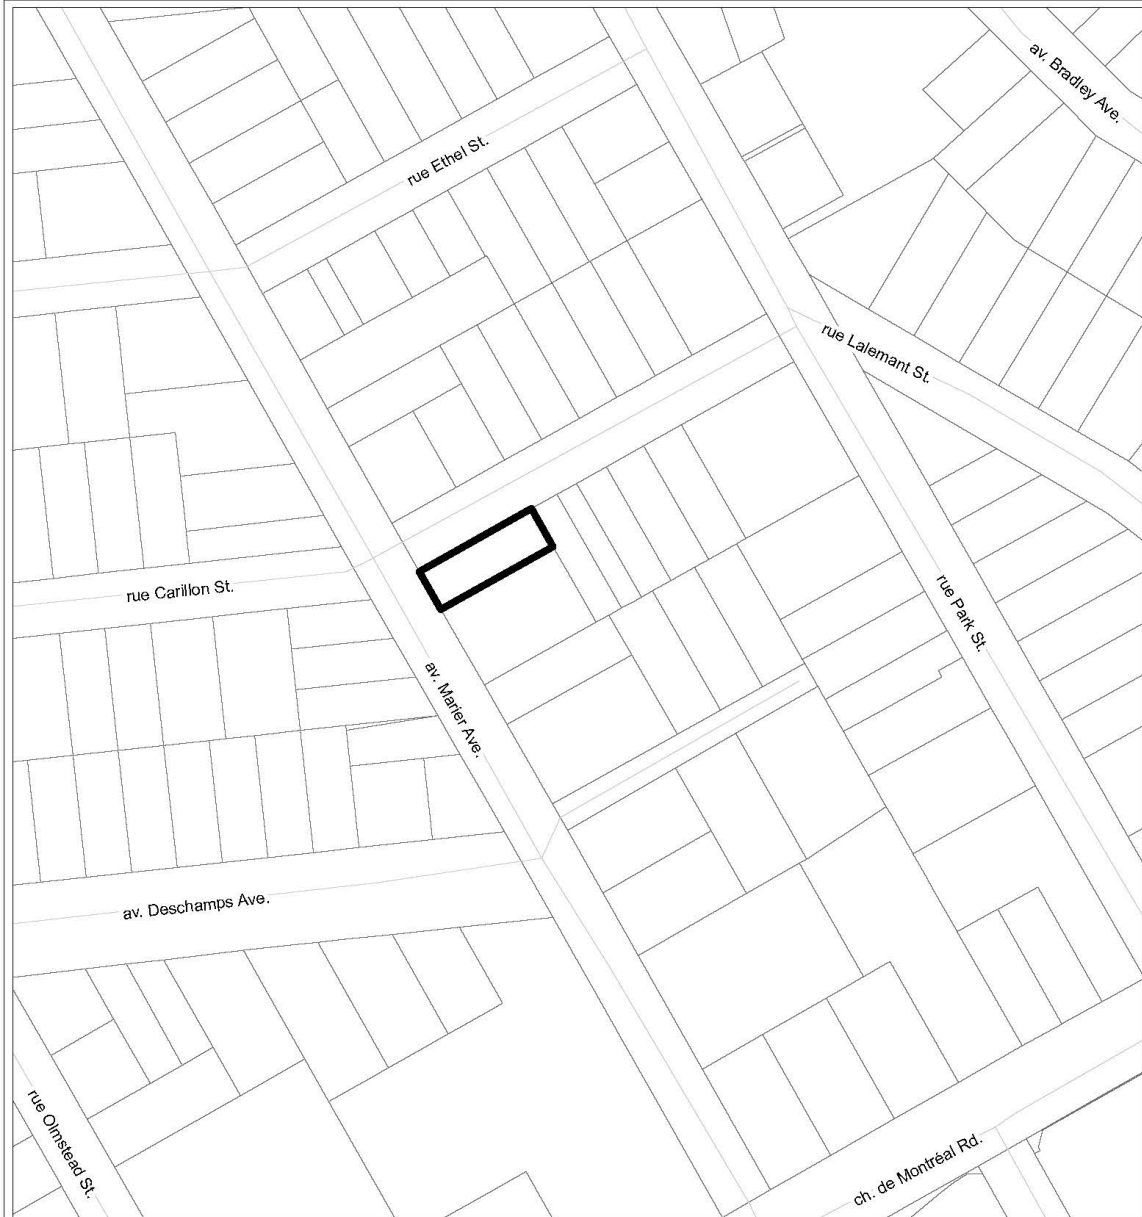 av. Bradley Ave.
rue Ethel St.
rue Lalemant St.
rue Carillon St.
rue Park St.
av. Marier Ave.
av. Deschamps Ave.
rue Olmstead St.
ch. de Montréal Rd.